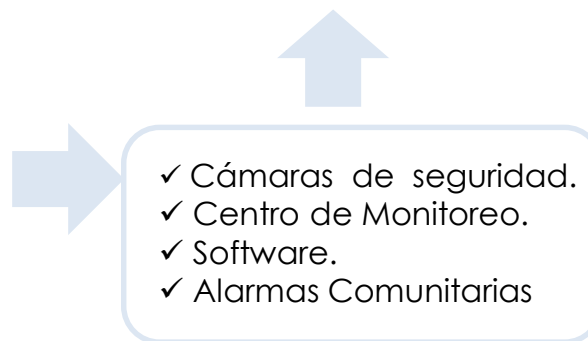 ✓ Cámaras de seguridad.
✓ Centro de Monitoreo.
✓ Software.
✓ Alarmas Comunitarias